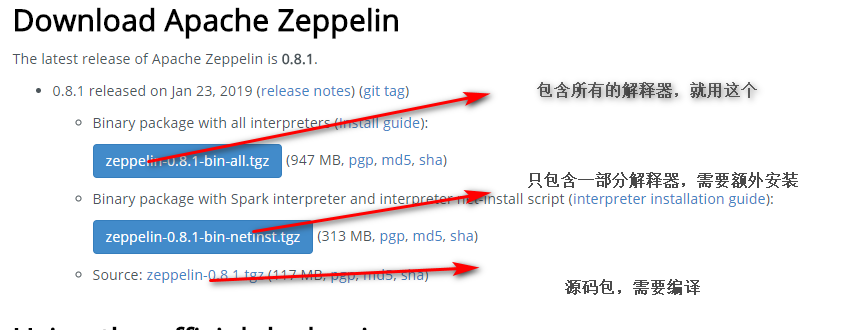 Download Apache Zeppelin
The latest release of Apache Zeppelin is 0.8.1.
0.8.1 released on Jan 23, 2019 (release notes) (git tag)
包含所有的解释器，就用这个
Binary package with all interpreters (Install guide):
zeppelin-0.8.1-bin-all.tgz (947 MB, pgp, md5, sha)
只包含一部分解释器，需要额外安装
Binary package with Spark interpreter and interpreter net-install script (interpreter installation guide):
zeppelin-0.8.1-bin-netinst.tgz (313 MB, pgp, md5, sha)
Source: zeppelin-0.8.1.tgz (117 MB, pgp, md5, sha)
源码包，需要编译